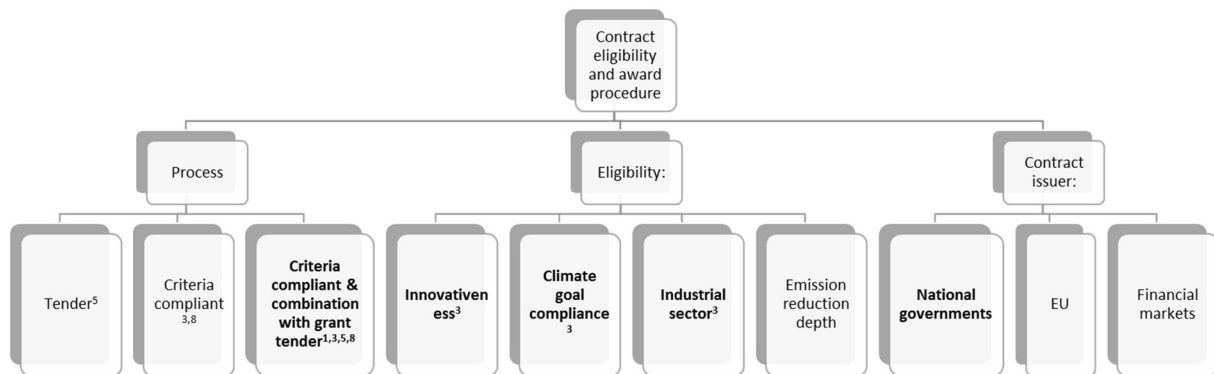 Contract
eligibility
and award
procedure
Process
Eligibility:
Contract
issuer:
Tender5
Criteria
compliant
3,8
Criteria
compliant &
combination
with grant
tender1,3,5,8
Innovativen
ess3
Climate
goal
compliance
3
Industrial
sector3
Emission
reduction
depth
National
governments
EU
Financial
markets